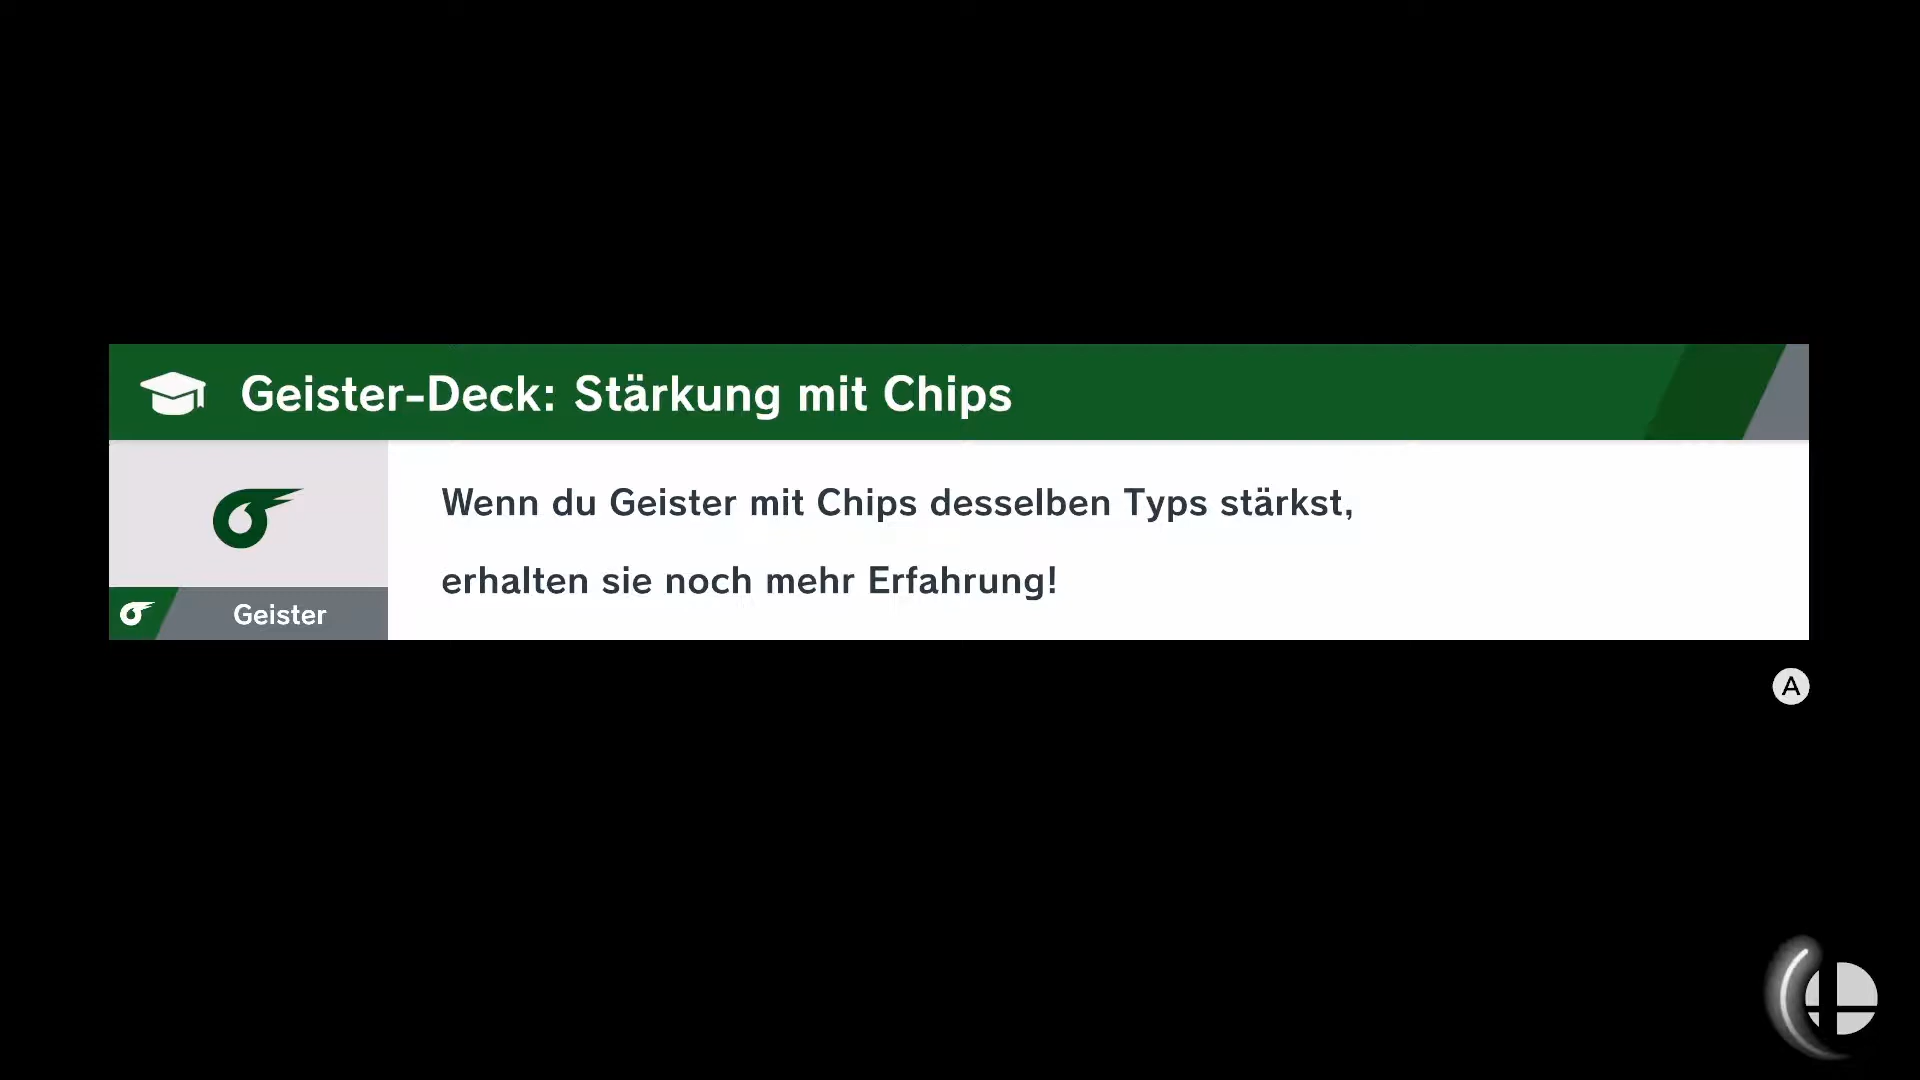 Geister-Deck: Stärkung mit Chips
Wenn du Geister mit Chips desselben Typs stärkst,
erhalten sie noch mehr Erfahrung!
Geister
A